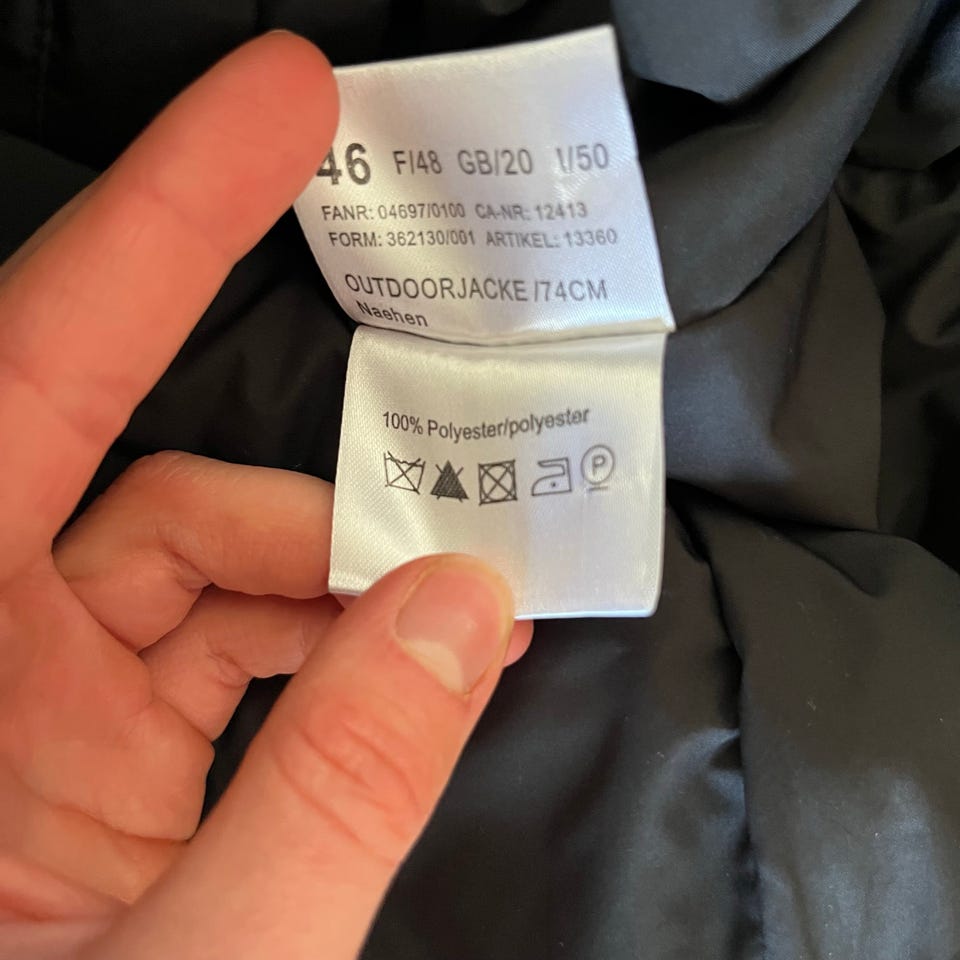 46 F/48 GB/20 I/50
FANR: 04697/0100 CA-NR: 12413
FORM: 362130/001 ARTIKEL: 13360
OUTDOORJACKE /74CM
Naehen
100% Polyester/polyester
P